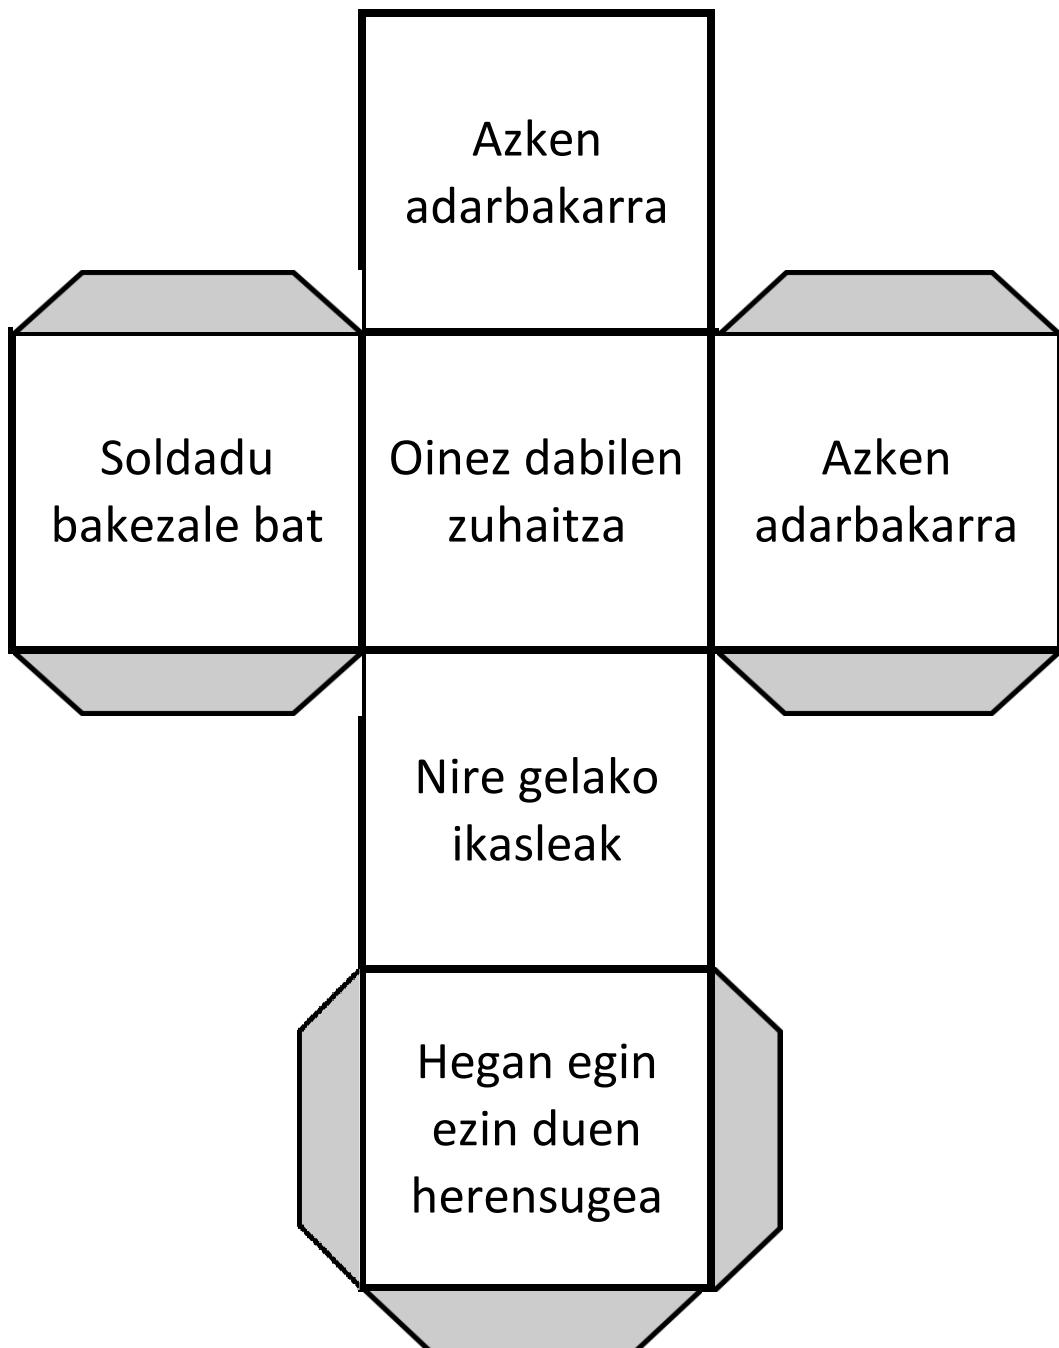 Azken
adarbakarra
Soldadu
bakezale bat
Oinez dabilen
zuhaitza
Azken
adarbakarra
Nire gelako
ikasleak
Hegan egin
ezin duen
herensugea